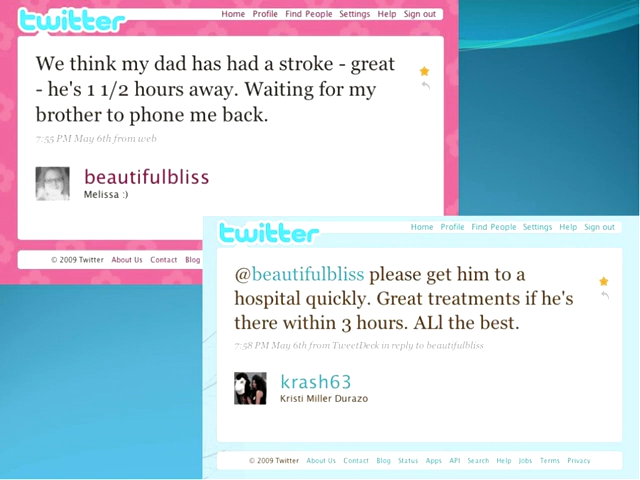 twitter
Home Profile Find People Settings Help Sign out
We think my dad has had a stroke - great
- he's 1 1/2 hours away. Waiting for my
brother to phone me back.
7:55 PM May 6th from web
beautifulbliss
Melissa :)
© 2009 Twitter About Us Contact Blog
twitter
Home Profile Find People Settings Help Sign out
@beautifulbliss please get him to a
hospital quickly. Great treatments if he's
there within 3 hours. ALl the best.
7:58 PM May 6th from TweetDeck in reply to beautifulbliss
krash63
Kristi Miller Durazo
© 2009 Twitter About Us Contact Blog Status Apps API Search Help Jobs Terms Privacy